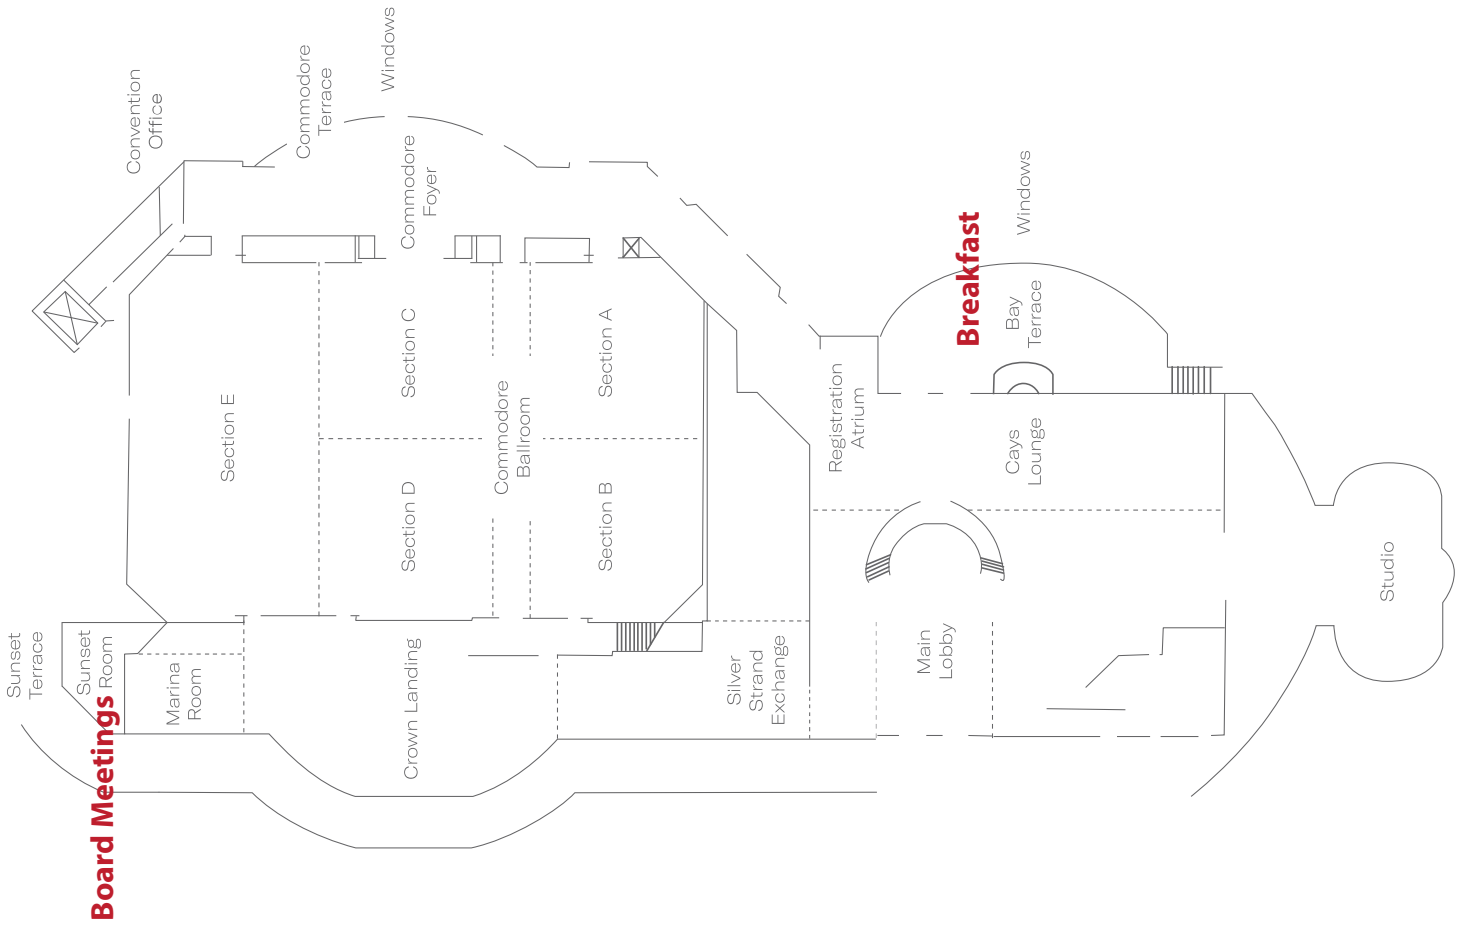 Sunset
Terrace
Sunset
Room
Marina
Room
Board Meetings
Convention
Office
Commodore
Terrace
Windows
Commodore
Foyer
Section E
Section C
Section D
Commodore
Ballroom
Section A
Section B
Crown Landing
Silver
Strand
Exchange
Registration
Atrium
Main
Lobby
Breakfast
Windows
Bay
Terrace
Cays
Lounge
Studio